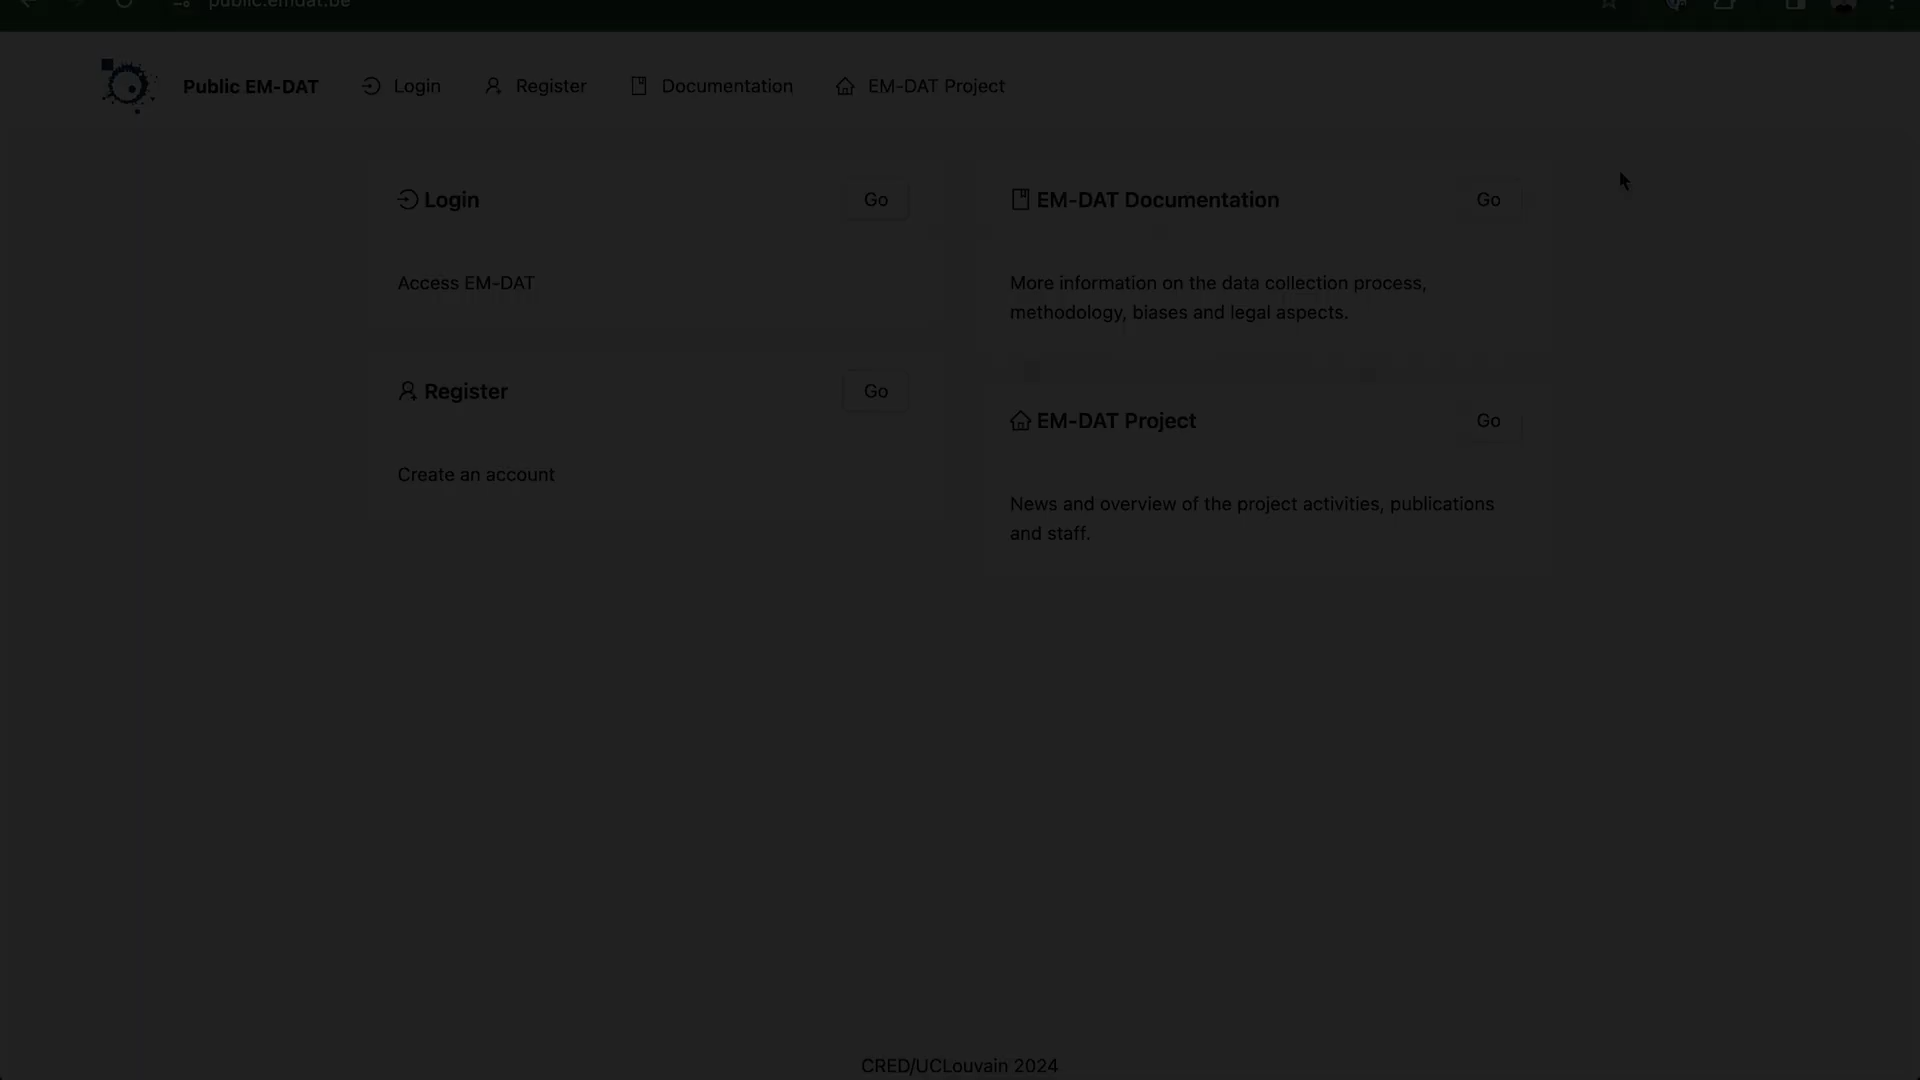 public.emdat.be
Public EM-DAT
Login
Register
Documentation
EM-DAT Project
Login
Go
Access EM-DAT
Register
Go
Create an account
EM-DAT Documentation
Go
More information on the data collection process,
methodology, biases and legal aspects.
EM-DAT Project
Go
News and overview of the project activities, publications
and staff.
CRED/UCLouvain 2024